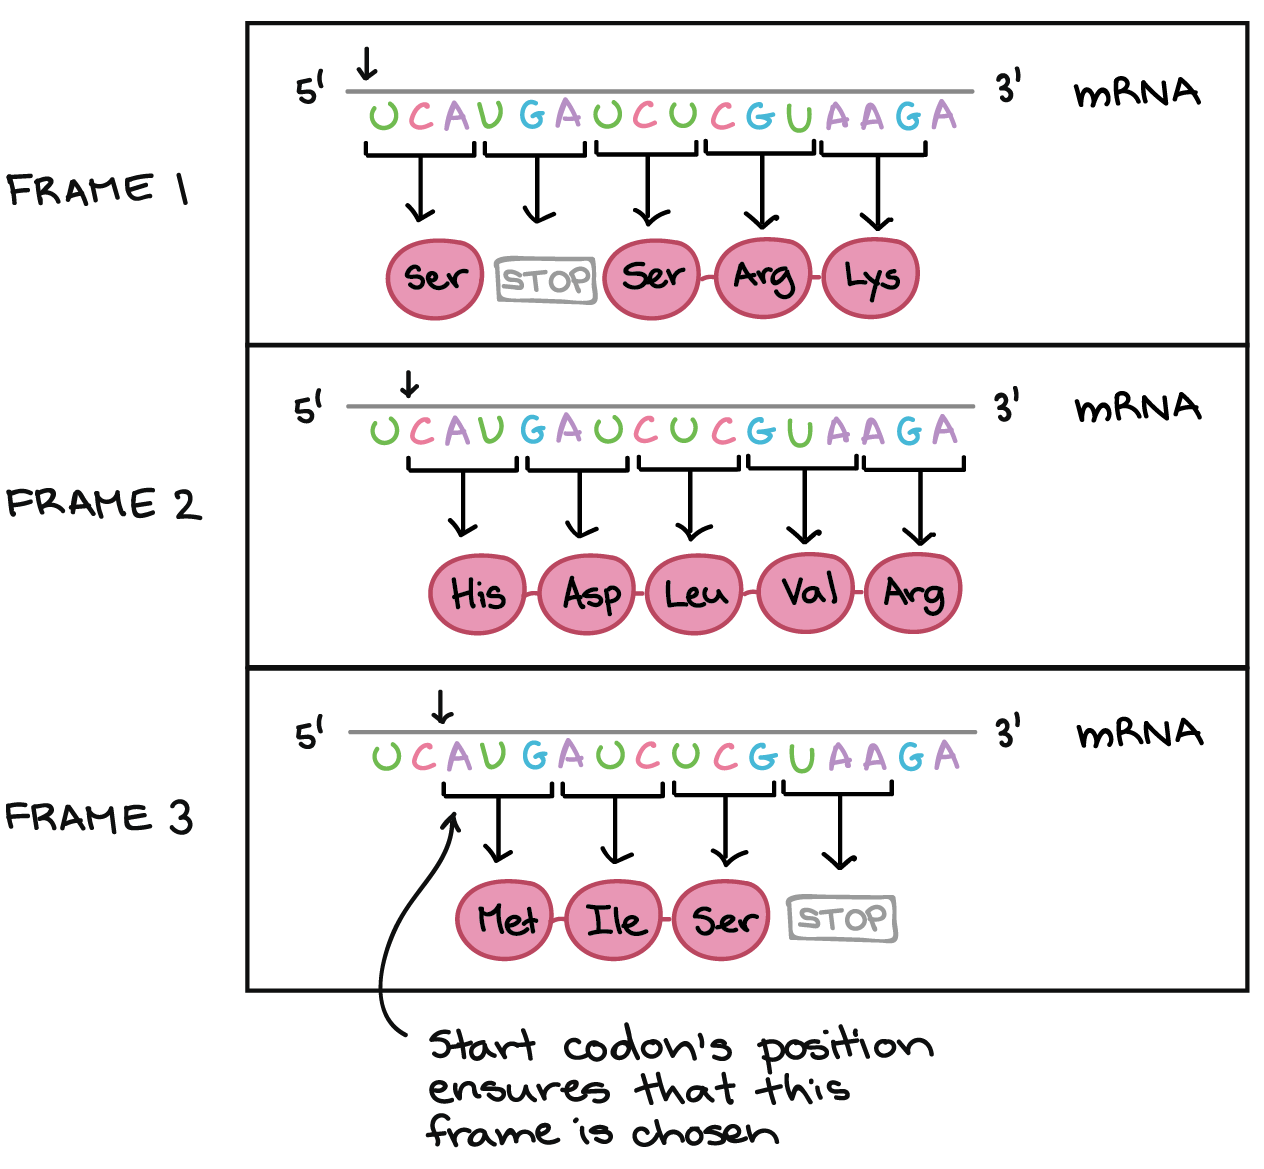 5' 3' mRNA
UCAUGAUCUCGUAAGA
FRAME 1
Ser STOP Ser Arg Lys
5' 3' mRNA
UCAUGAUCUCGUAAGA
FRAME 2
His Asp Leu Val Arg
5' 3' mRNA
UCAUGAUCUCGUAAGA
FRAME 3
Met Ile Ser STOP
Start codon's position
ensures that this
frame is chosen